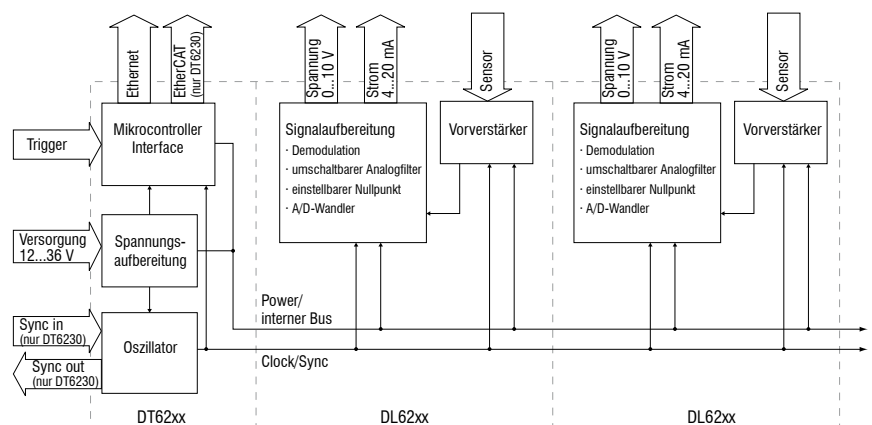 Ethernet
EtherCAT
(nur DT6230)
Spannung
0...10 V
Strom
4...20 mA
Sensor
Spannung
0...10 V
Strom
4...20 mA
Sensor
Trigger
Mikrocontroller
Interface
Signalaufbereitung
· Demodulation
· umschaltbarer Analogfilter
· einstellbarer Nullpunkt
· A/D-Wandler
Vorverstärker
Signalaufbereitung
· Demodulation
· umschaltbarer Analogfilter
· einstellbarer Nullpunkt
· A/D-Wandler
Vorverstärker
Versorgung
12...36 V
Spannungs-
aufbereitung
Power/
interner Bus
Sync in
(nur DT6230)
Oszillator
Clock/Sync
Sync out
(nur DT6230)
DT62xx
DL62xx
DL62xx